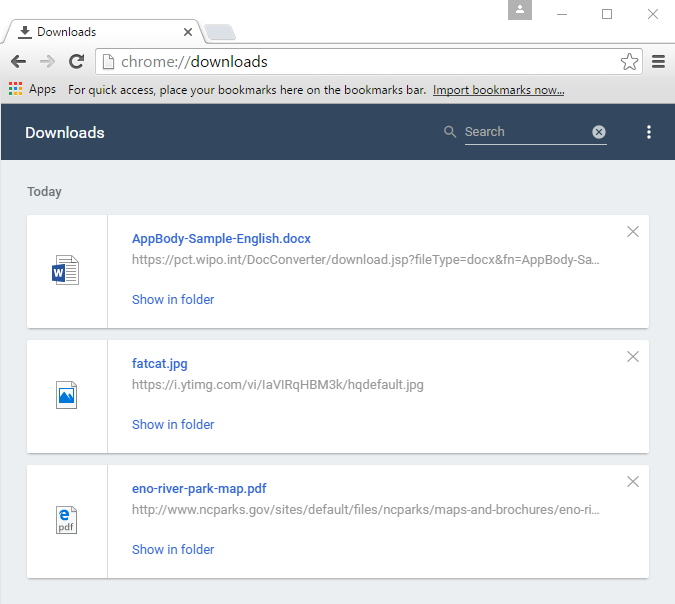 Downloads
chrome://downloads
Apps For quick access, place your bookmarks here on the bookmarks bar. Import bookmarks now...
Downloads
Search
Today
AppBody-Sample-English.docx
https://pct.wipo.int/DocConverter/download.jsp?fileType=docx&fn=AppBody-Sa...
W
Show in folder
fatcat.jpg
https://i.ytimg.com/vi/IaVIRqHBM3k/hqdefault.jpg
Show in folder
eno-river-park-map.pdf
http://www.ncparks.gov/sites/default/files/ncparks/maps-and-brochures/eno-ri...
e
pdf
Show in folder